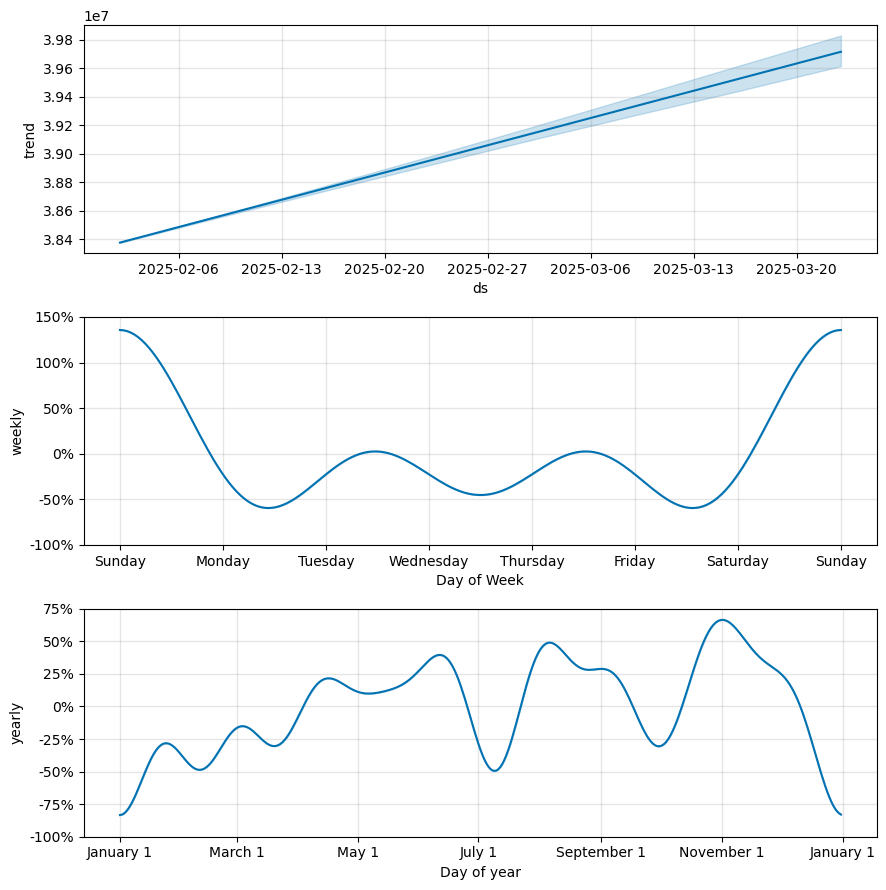 1e7
3.98
3.96
3.94
3.92
3.90
3.88
3.86
3.84
trend
2025-02-06 2025-02-13 2025-02-20 2025-02-27 2025-03-06 2025-03-13 2025-03-20
ds
150%
100%
50%
0%
-50%
-100%
weekly
Sunday Monday Tuesday Wednesday Thursday Friday Saturday Sunday
Day of Week
75%
50%
25%
0%
-25%
-50%
-75%
-100%
yearly
January 1 March 1 May 1 July 1 September 1 November 1 January 1
Day of year